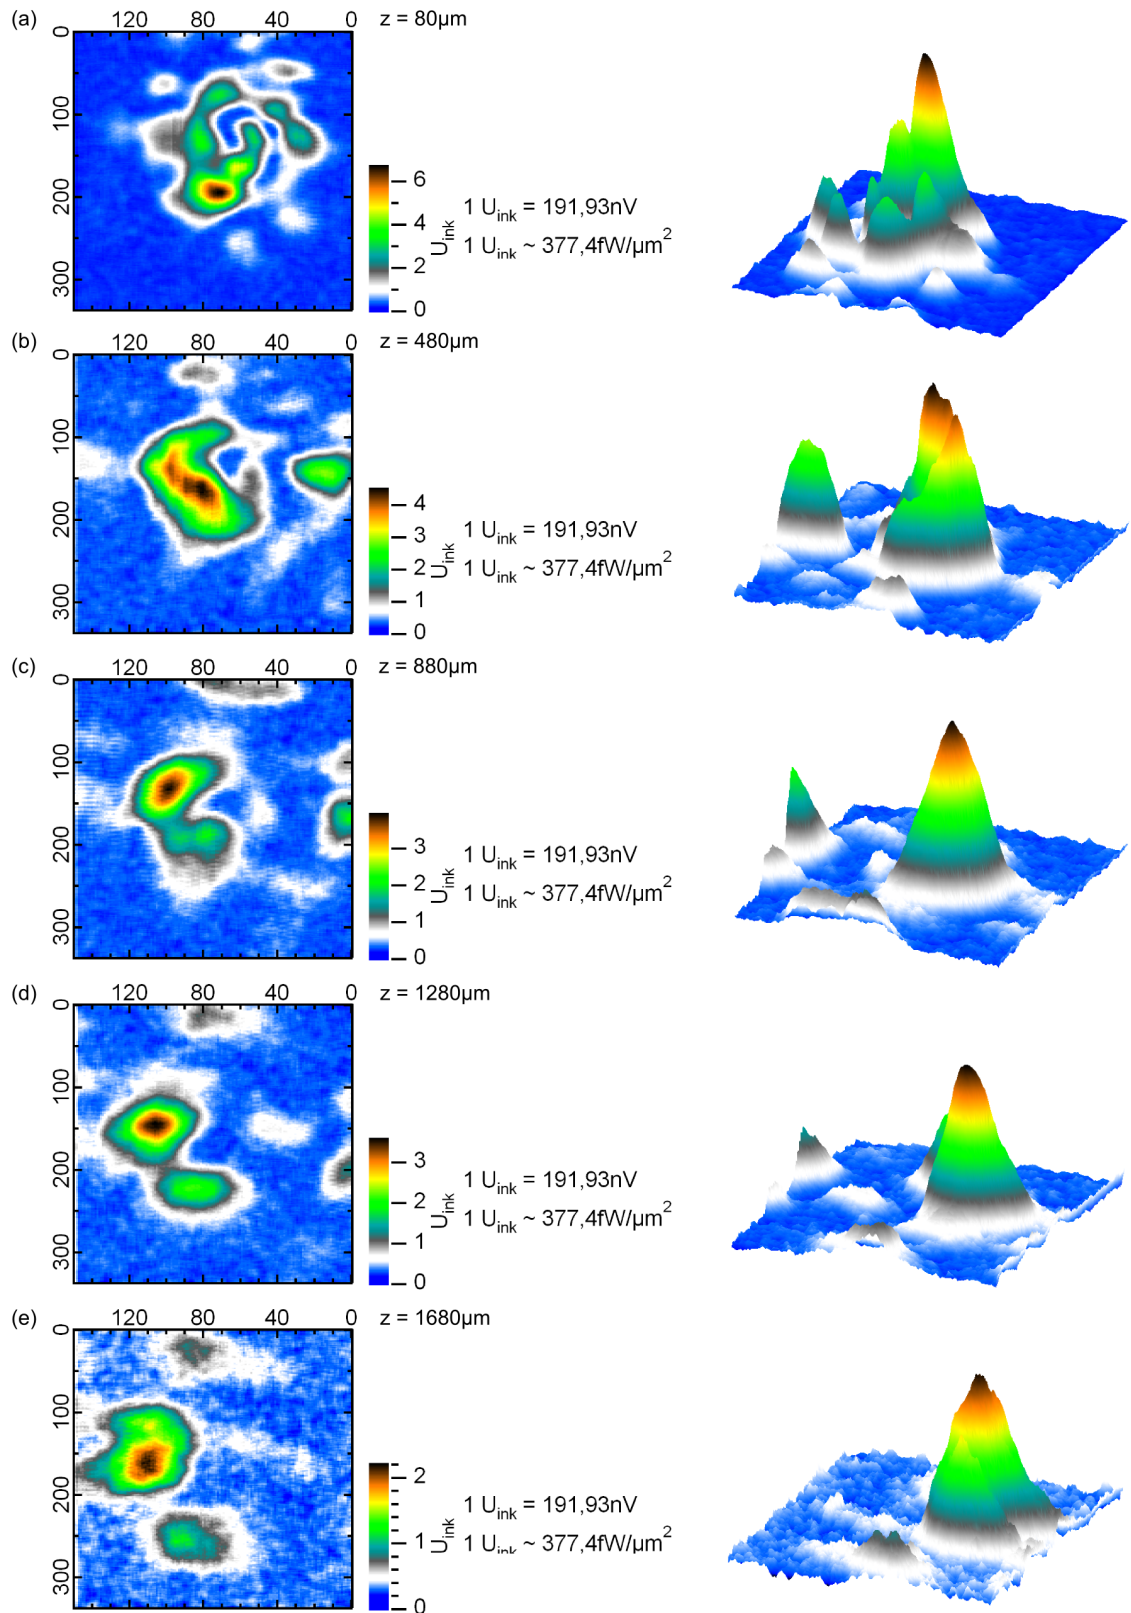 (a) 120 80 40 0 z = 80µm
0
100
200
300
6
4
2
0
U_ink
1 U_ink = 191,93nV
1 U_ink ~ 377,4fW/µm²
(b) 120 80 40 0 z = 480µm
0
100
200
300
4
3
2
1
0
U_ink
1 U_ink = 191,93nV
1 U_ink ~ 377,4fW/µm²
(c) 120 80 40 0 z = 880µm
0
100
200
300
3
2
1
0
U_ink
1 U_ink = 191,93nV
1 U_ink ~ 377,4fW/µm²
(d) 120 80 40 0 z = 1280µm
0
100
200
300
3
2
1
0
U_ink
1 U_ink = 191,93nV
1 U_ink ~ 377,4fW/µm²
(e) 120 80 40 0 z = 1680µm
0
100
200
300
2
1
0
U_ink
1 U_ink = 191,93nV
1 U_ink ~ 377,4fW/µm²